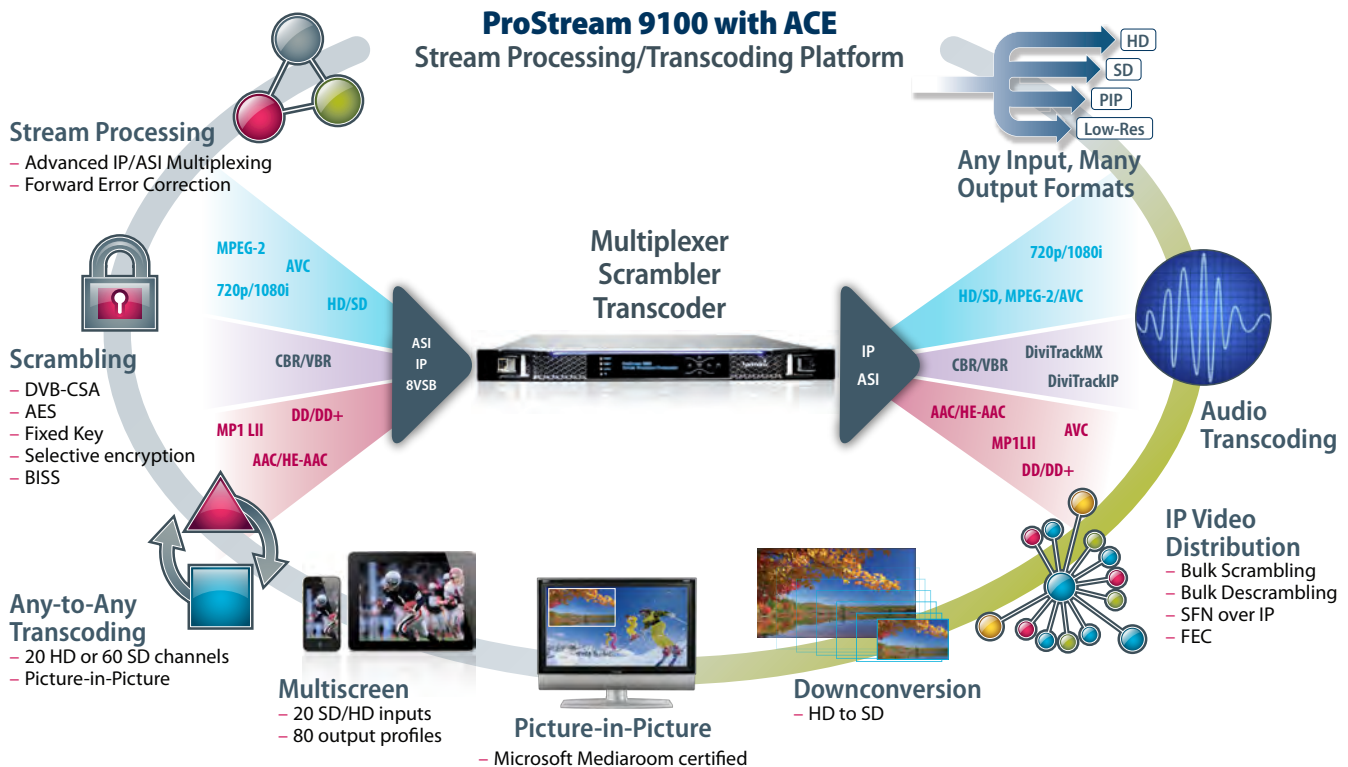 ProStream 9100 with ACE
Stream Processing/Transcoding Platform
Stream Processing
– Advanced IP/ASI Multiplexing
– Forward Error Correction
HD
SD
PIP
Low-Res
Any Input, Many
Output Formats
Scrambling
– DVB-CSA
– AES
– Fixed Key
– Selective encryption
– BISS
MPEG-2
AVC
720p/1080i
HD/SD
CBR/VBR
DD/DD+
MP1 LII
AAC/HE-AAC
ASI
IP
8VSB
Multiplexer
Scrambler
Transcoder
IP
ASI
720p/1080i
HD/SD, MPEG-2/AVC
DiviTrackMX
CBR/VBR
DiviTrackIP
AAC/HE-AAC
AVC
MP1LII
DD/DD+
Audio
Transcoding
IP Video
Distribution
– Bulk Scrambling
– Bulk Descrambling
– SFN over IP
– FEC
Any-to-Any
Transcoding
– 20 HD or 60 SD channels
– Picture-in-Picture
Multiscreen
– 20 SD/HD inputs
– 80 output profiles
Picture-in-Picture
– Microsoft Mediaroom certified
Downconversion
– HD to SD